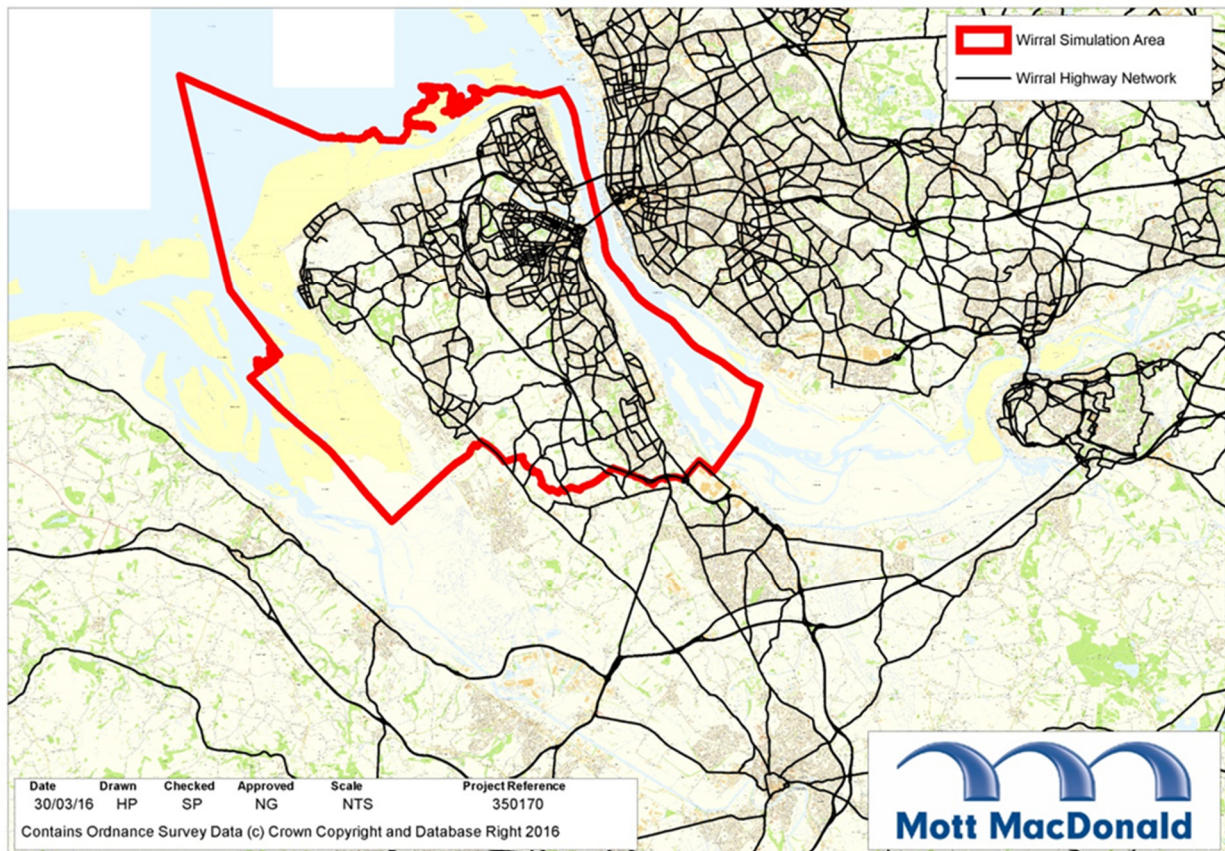 Wirral Simulation Area
Wirral Highway Network
Date Drawn Checked Approved Scale Project Reference
30/03/16 HP SP NG NTS 350170
Contains Ordnance Survey Data (c) Crown Copyright and Database Right 2016
Mott MacDonald